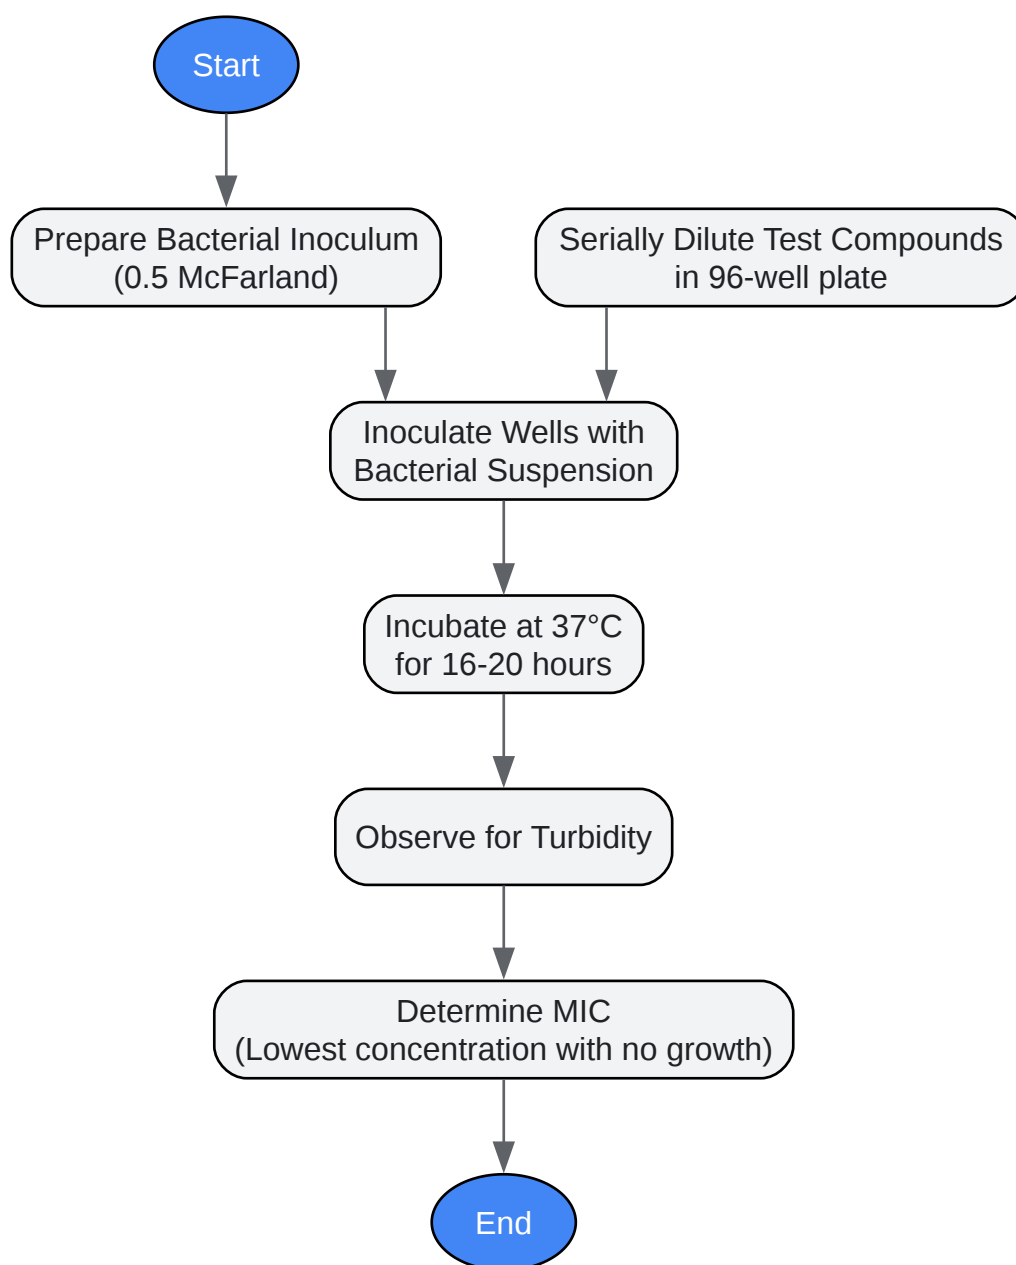 Start
Prepare Bacterial Inoculum
(0.5 McFarland)
Serially Dilute Test Compounds
in 96-well plate
Inoculate Wells with
Bacterial Suspension
Incubate at 37°C
for 16-20 hours
Observe for Turbidity
Determine MIC
(Lowest concentration with no growth)
End